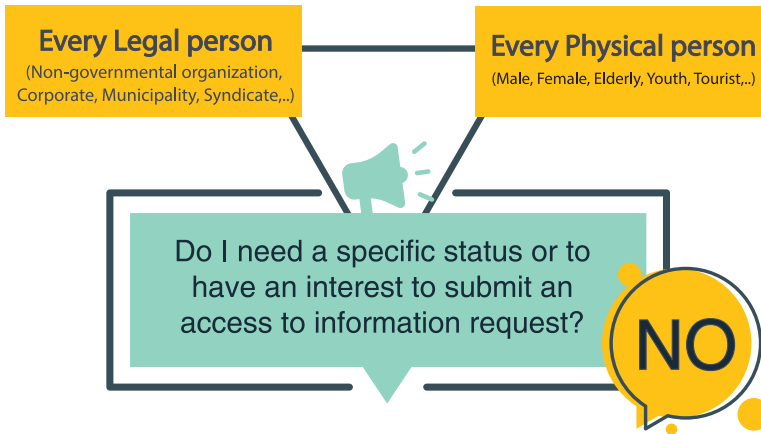 Every Legal person
(Non-governmental organization,
Corporate, Municipality, Syndicate,..)
Every Physical person
(Male, Female, Elderly, Youth, Tourist,..)
Do I need a specific status or to
have an interest to submit an
access to information request?
NO